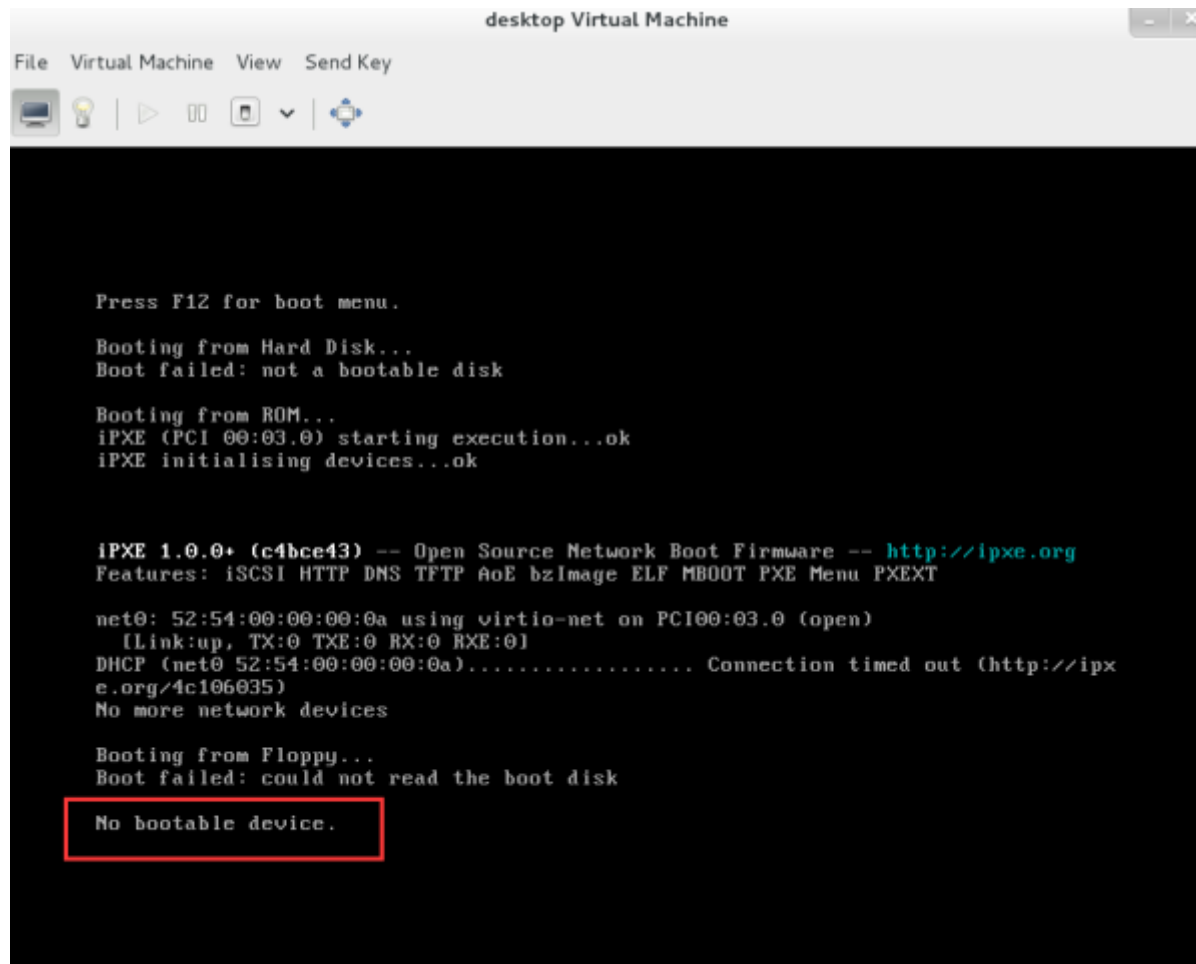 desktop Virtual Machine
File Virtual Machine View Send Key
Press F12 for boot menu.
Booting from Hard Disk...
Boot failed: not a bootable disk
Booting from ROM...
iPXE (PCI 00:03.0) starting execution...ok
iPXE initialising devices...ok
iPXE 1.0.0+ (c4bce43) -- Open Source Network Boot Firmware -- http://ipxe.org
Features: iSCSI HTTP DNS TFTP AoE bzImage ELF MBOOT PXE Menu PXEXT
net0: 52:54:00:00:00:0a using virtio-net on PCI00:03.0 (open)
[Link:up, TX:0 TXE:0 RX:0 RXE:0]
DHCP (net0 52:54:00:00:00:0a)................. Connection timed out (http://ipx
e.org/4c106035)
No more network devices
Booting from Floppy...
Boot failed: could not read the boot disk
No bootable device.